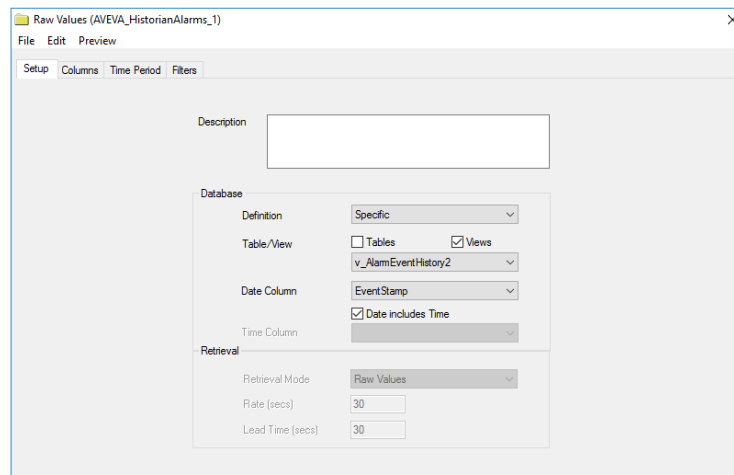 Raw Values (AVEVA_HistorianAlarms_1)
File Edit Preview
Setup Columns Time Period Filters
Description
Database
Definition Specific
Table/View Tables Views
v_AlarmEventHistory2
Date Column EventStamp
Date includes Time
Time Column
Retrieval
Retrieval Mode Raw Values
Rate (secs) 30
Lead Time (secs) 30